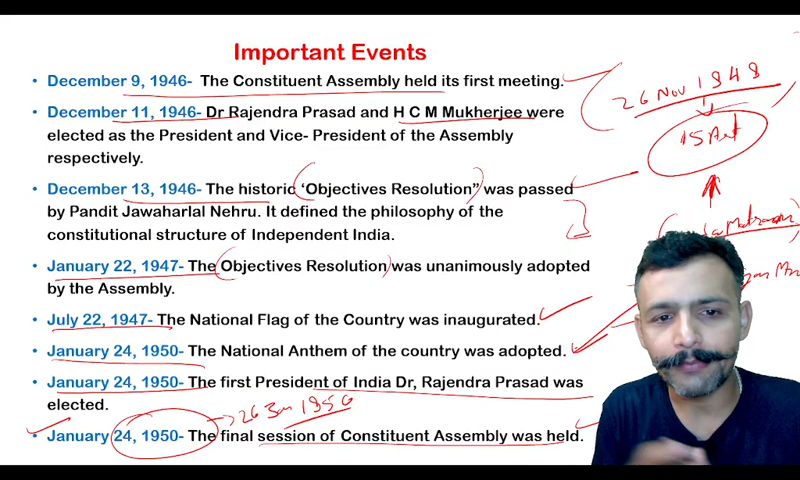 Important Events
• December 9, 1946- The Constituent Assembly held its first meeting.
• December 11, 1946- Dr Rajendra Prasad and H C M Mukherjee were
elected as the President and Vice- President of the Assembly
respectively.
• December 13, 1946- The historic ‘Objectives Resolution” was passed
by Pandit Jawaharlal Nehru. It defined the philosophy of the
constitutional structure of Independent India.
• January 22, 1947- The Objectives Resolution was unanimously adopted
by the Assembly.
• July 22, 1947- The National Flag of the Country was inaugurated.
• January 24, 1950- The National Anthem of the country was adopted.
• January 24, 1950- The first President of India Dr, Rajendra Prasad was
elected.
• January 24, 1950- The final session of Constituent Assembly was held.
26 Nov 1949
15 Art
26 Jan 1950